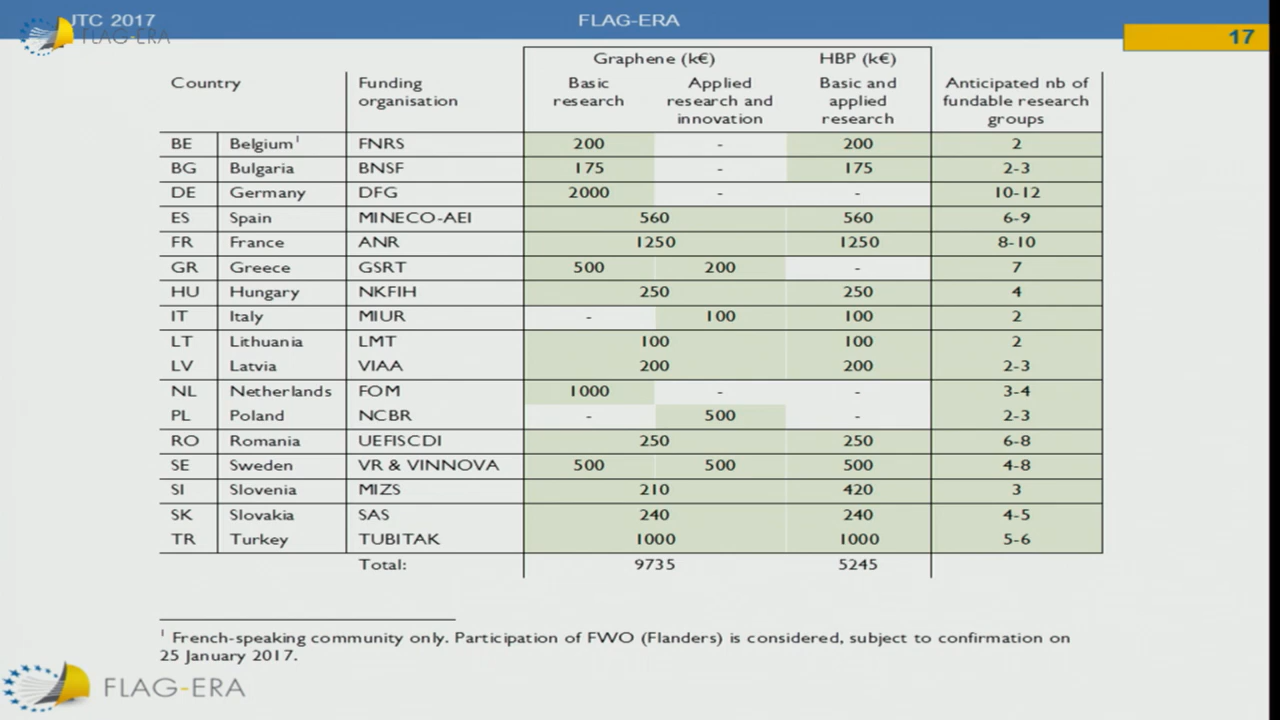 JTC 2017
FLAG-ERA
FLAG-ERA
17
Graphene (k€) HBP (k€)
Country Funding organisation Basic research Applied research and innovation Basic and applied research Anticipated nb of fundable research groups
BE Belgium¹ FNRS 200 - 200 2
BG Bulgaria BNSF 175 - 175 2-3
DE Germany DFG 2000 - - 10-12
ES Spain MINECO-AEI 560 560 6-9
FR France ANR 1250 1250 8-10
GR Greece GSRT 500 200 - 7
HU Hungary NKFIH 250 250 4
IT Italy MIUR - 100 100 2
LT Lithuania LMT 100 100 2
LV Latvia VIAA 200 200 2-3
NL Netherlands FOM 1000 - - 3-4
PL Poland NCBR - 500 - 2-3
RO Romania UEFISCDI 250 250 6-8
SE Sweden VR & VINNOVA 500 500 500 4-8
SI Slovenia MIZS 210 420 3
SK Slovakia SAS 240 240 4-5
TR Turkey TUBITAK 1000 1000 5-6
Total: 9735 5245
¹ French-speaking community only. Participation of FWO (Flanders) is considered, subject to confirmation on
25 January 2017.
FLAG-ERA